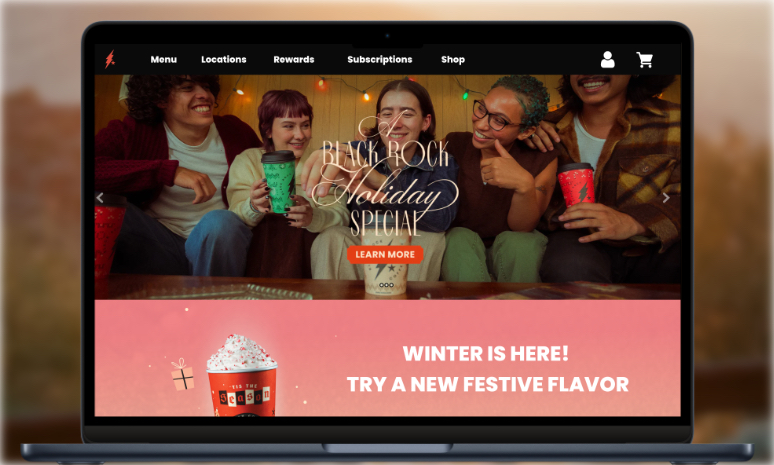 Menu Locations Rewards Subscriptions Shop
A
BLACK ROCK
Holiday
SPECIAL
LEARN MORE
WINTER IS HERE!
TRY A NEW FESTIVE FLAVOR
'TIS THE
Season